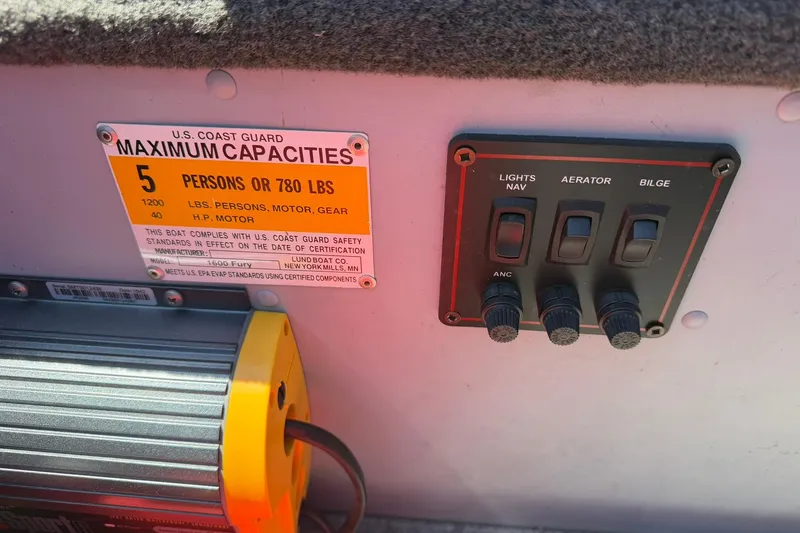 U.S. COAST GUARD
MAXIMUM CAPACITIES
5 PERSONS OR 780 LBS
1200 LBS. PERSONS, MOTOR, GEAR
40 H.P. MOTOR
THIS BOAT COMPLIES WITH U.S. COAST GUARD SAFETY
STANDARDS IN EFFECT ON THE DATE OF CERTIFICATION
MANUFACTURER:
LUND BOAT CO.
MODEL: 1600 Fury NEW YORK MILLS, MN
MEETS U.S. EPA EVAP STANDARDS USING CERTIFIED COMPONENTS
LIGHTS
NAV
AERATOR
BILGE
ANC